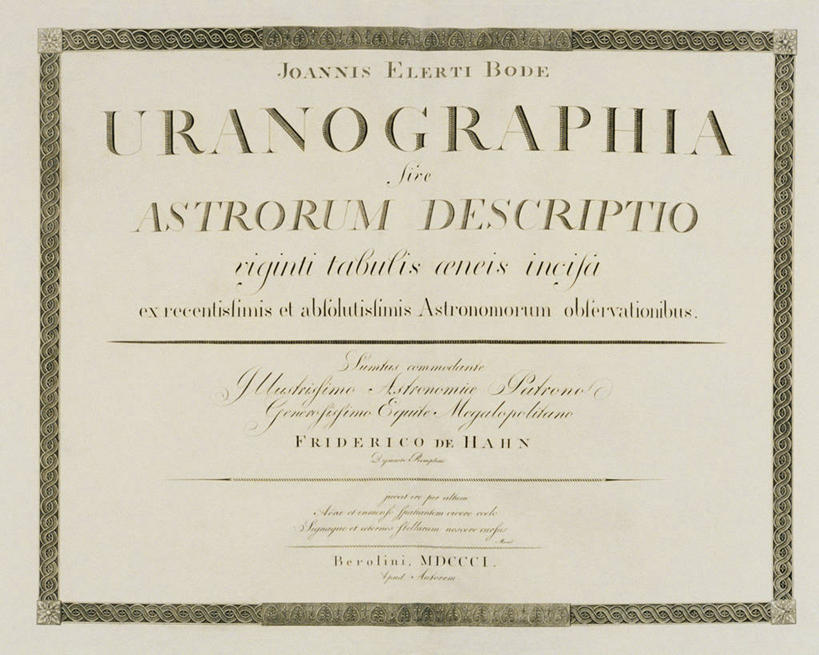 JOANNIS ELERTI BODE
URANOGRAPHIA
sive
ASTRORUM DESCRIPTIO
viginti tabulis æneis incisa
ex recentissimis et absolutissimis Astronomorum observationibus.
Sumtus commodante
Illustrissimo Astronomiæ Patrono
Generosissimo Equite Megalopolitano
FRIDERICO DE HAHN
juvat ire per altum
Aëra et immenso spatiantem vivere coelo
Signaque et adversos stellarum noscere cursus
Berolini, MDCCCI.
Apud Autorem.